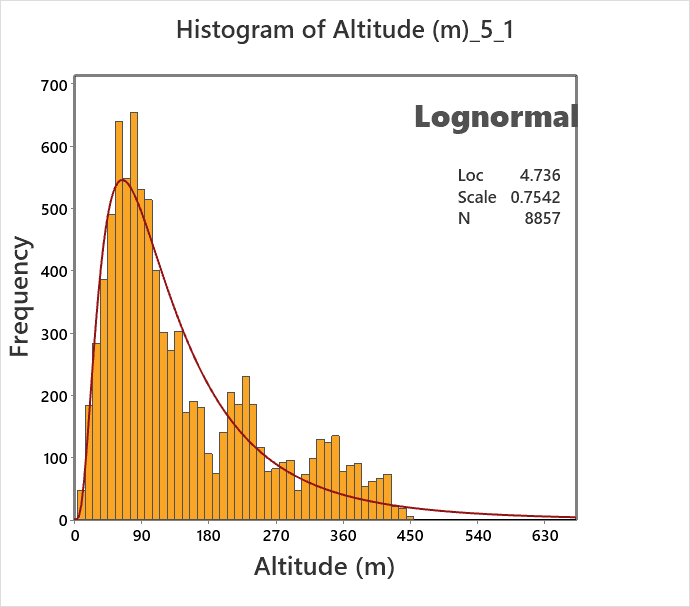 Histogram of Altitude (m)_5_1
Lognormal
Loc 4.736
Scale 0.7542
N 8857
Frequency
700
600
500
400
300
200
100
0
0 90 180 270 360 450 540 630
Altitude (m)